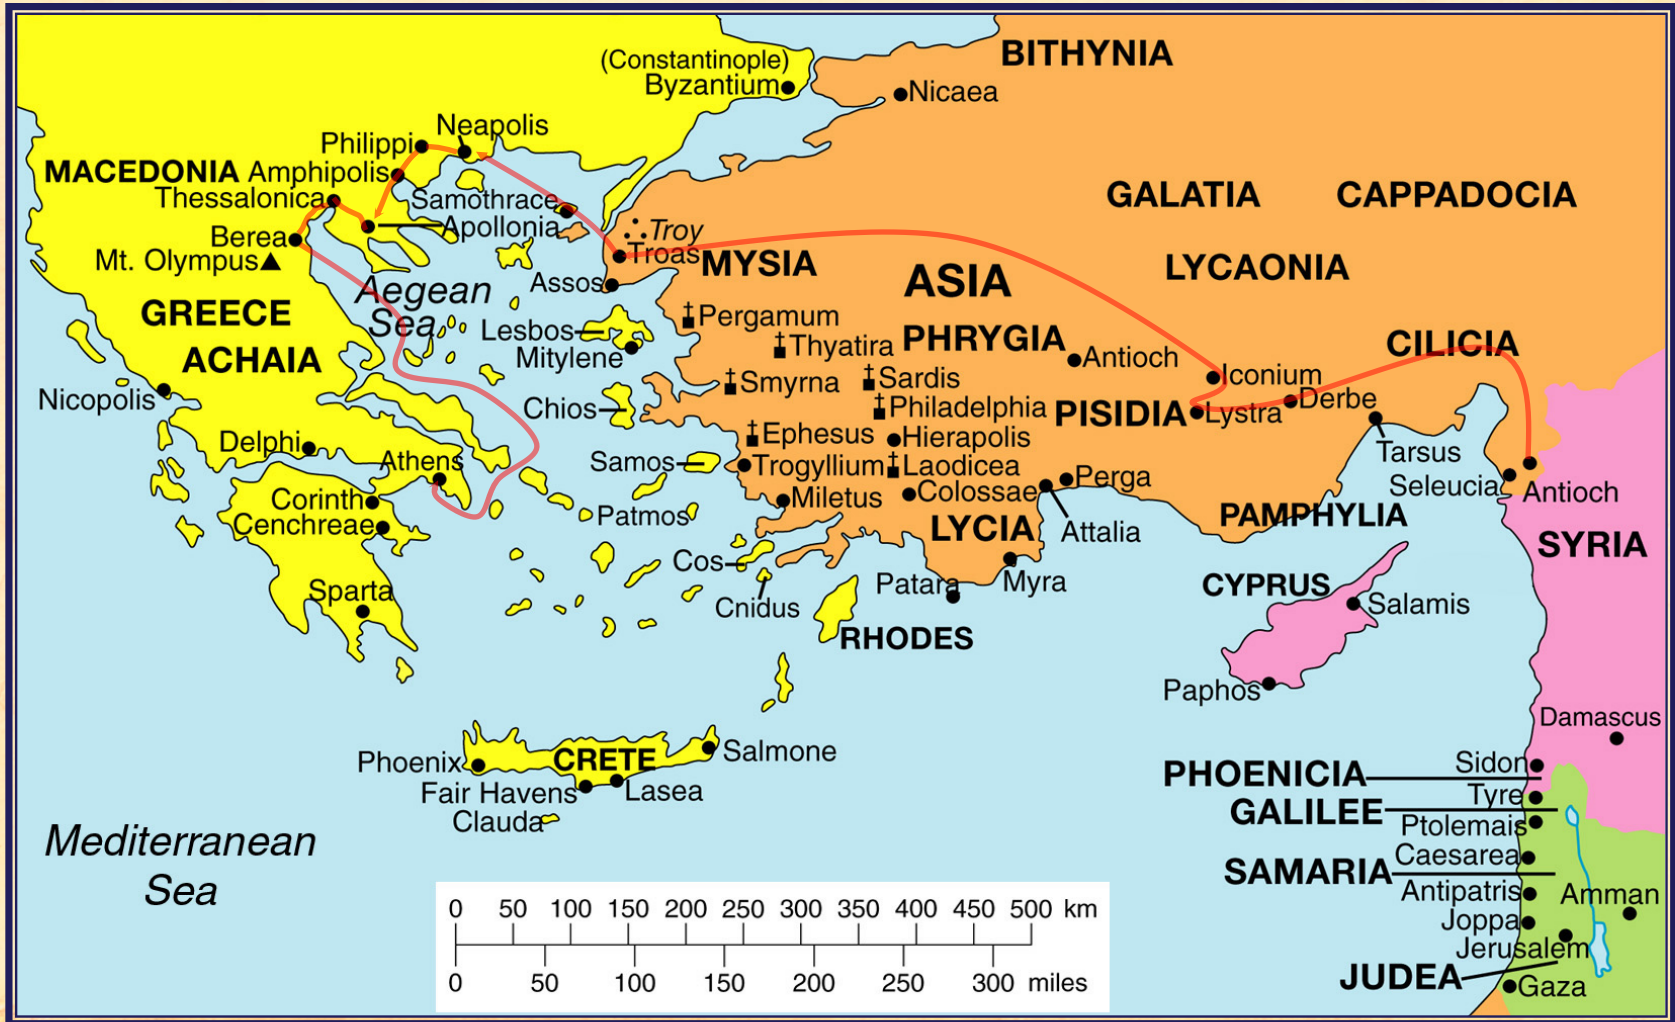 (Constantinople)
Byzantium
BITHYNIA
Nicaea
Neapolis
Philippi
MACEDONIA
Amphipolis
Thessalonica
Samothrace
Apollonia
GALATIA
CAPPADOCIA
Berea
Mt. Olympus
Troy
Troas
MYSIA
ASIA
LYCAONIA
Aegean
Sea
Assos
GREECE
ACHAIA
Pergamum
Lesbos
Mitylene
Thyatira
PHRYGIA
Antioch
CILICIA
Smyrna
Sardis
Iconium
Nicopolis
Chios
Philadelphia
PISIDIA
Lystra
Derbe
Delphi
Athens
Ephesus
Hierapolis
Tarsus
Samos
Trogyllium
Laodicea
Perga
Seleucia
Antioch
Corinth
Miletus
Colossae
Cenchreae
Patmos
LYCIA
Attalia
PAMPHYLIA
SYRIA
Cos
Cnidus
Patara
Myra
CYPRUS
Salamis
Sparta
RHODES
Paphos
Damascus
Phoenix
CRETE
Salmone
Fair Havens
Lasea
Clauda
PHOENICIA
Sidon
Tyre
GALILEE
Ptolemais
Mediterranean
Sea
SAMARIA
Caesarea
Antipatris
Amman
Joppa
Jerusalem
JUDEA
Gaza
0 50 100 150 200 250 300 350 400 450 500 km
0 50 100 150 200 250 300 miles